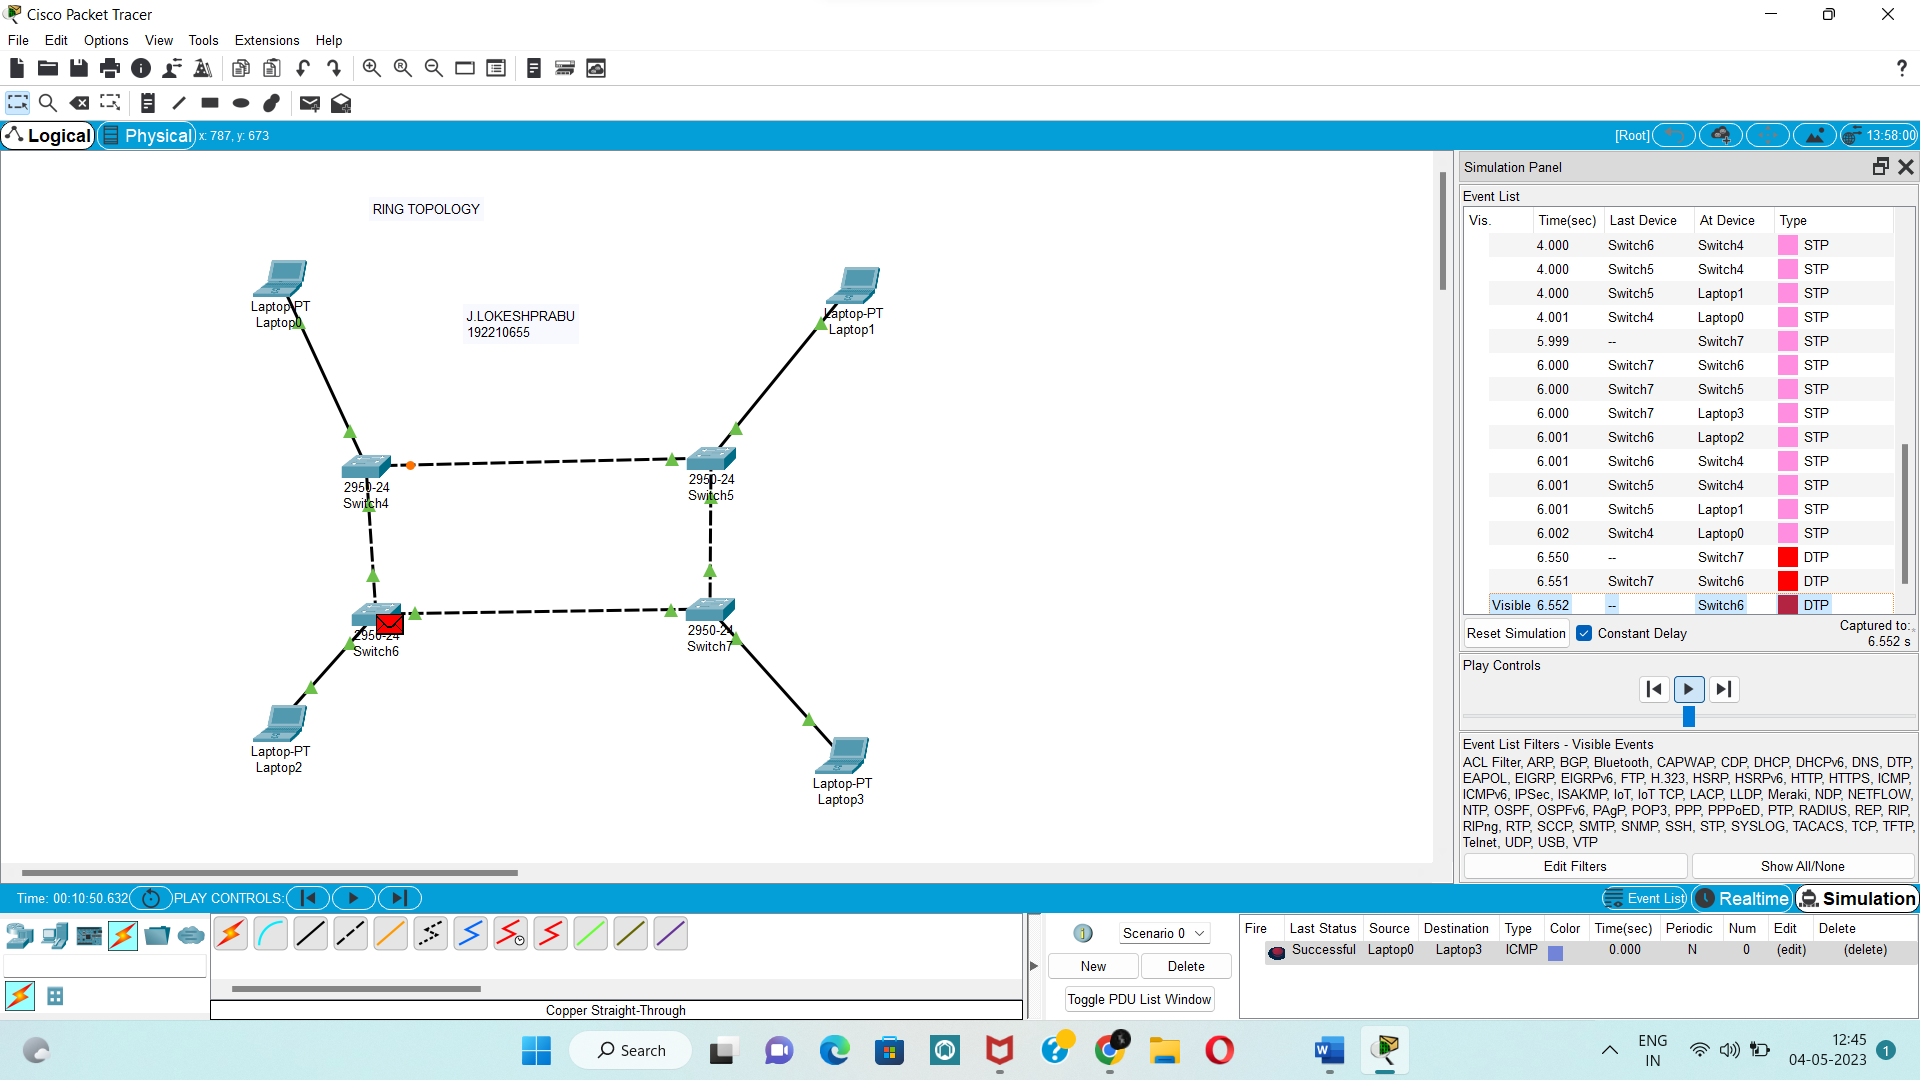 Cisco Packet Tracer
File Edit Options View Tools Extensions Help
?
Logical Physical x: 787, y: 673 [Root] 13:58:00
RING TOPOLOGY
J.LOKESHPRABU
192210655
Laptop-PT
Laptop0
Laptop-PT
Laptop1
2950-24
Switch4
2950-24
Switch5
2950-24
Switch6
2950-24
Switch7
Laptop-PT
Laptop2
Laptop-PT
Laptop3
Simulation Panel
Event List
Vis. Time(sec) Last Device At Device Type
4.000 Switch6 Switch4 STP
4.000 Switch5 Switch4 STP
4.000 Switch5 Laptop1 STP
4.001 Switch4 Laptop0 STP
5.999 -- Switch7 STP
6.000 Switch7 Switch6 STP
6.000 Switch7 Switch5 STP
6.000 Switch7 Laptop3 STP
6.001 Switch6 Laptop2 STP
6.001 Switch6 Switch4 STP
6.001 Switch5 Switch4 STP
6.001 Switch5 Laptop1 STP
6.002 Switch4 Laptop0 STP
6.550 -- Switch7 DTP
6.551 Switch7 Switch6 DTP
Visible 6.552 -- Switch6 DTP
Reset Simulation Constant Delay Captured to:
6.552 s
Play Controls
Event List Filters - Visible Events
ACL Filter, ARP, BGP, Bluetooth, CAPWAP, CDP, DHCP, DHCPv6, DNS, DTP,
EAPOL, EIGRP, EIGRPv6, FTP, H.323, HSRP, HSRPv6, HTTP, HTTPS, ICMP,
ICMPv6, IPSec, ISAKMP, IoT, IoT TCP, LACP, LLDP, Meraki, NDP, NETFLOW,
NTP, OSPF, OSPFv6, PAgP, POP3, PPP, PPPoED, PTP, RADIUS, REP, RIP,
RIPng, RTP, SCCP, SMTP, SNMP, SSH, STP, SYSLOG, TACACS, TCP, TFTP,
Telnet, UDP, USB, VTP
Edit Filters Show All/None
Time: 00:10:50.632 PLAY CONTROLS: Event List Realtime Simulation
Copper Straight-Through
Scenario 0
New Delete
Toggle PDU List Window
Fire Last Status Source Destination Type Color Time(sec) Periodic Num Edit Delete
Successful Laptop0 Laptop3 ICMP 0.000 N 0 (edit) (delete)
Search
ENG
IN
12:45
04-05-2023
1